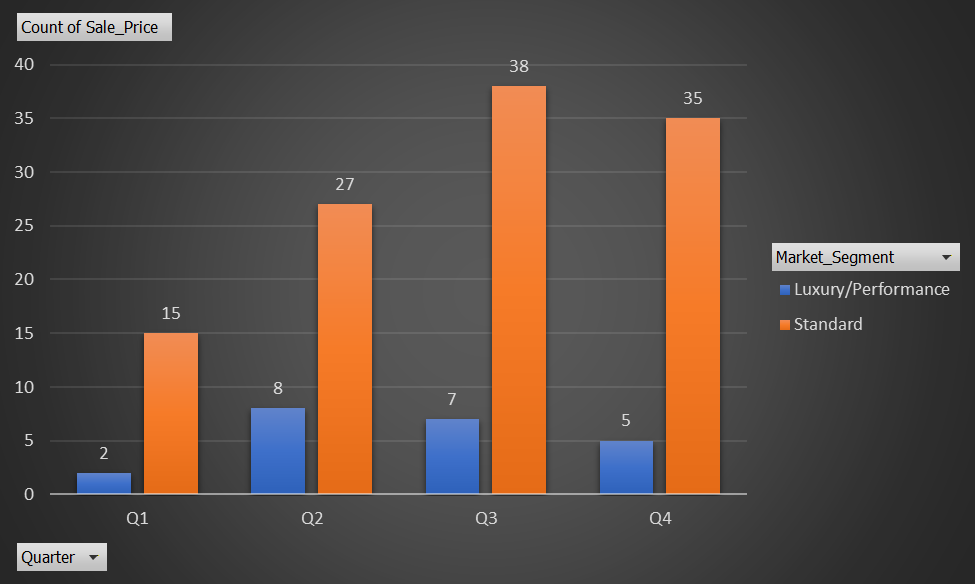 Count of Sale_Price
40
35
30
25
20
15
10
5
0
2
15
8
27
7
38
5
35
Q1
Q2
Q3
Q4
Market_Segment
Luxury/Performance
Standard
Quarter